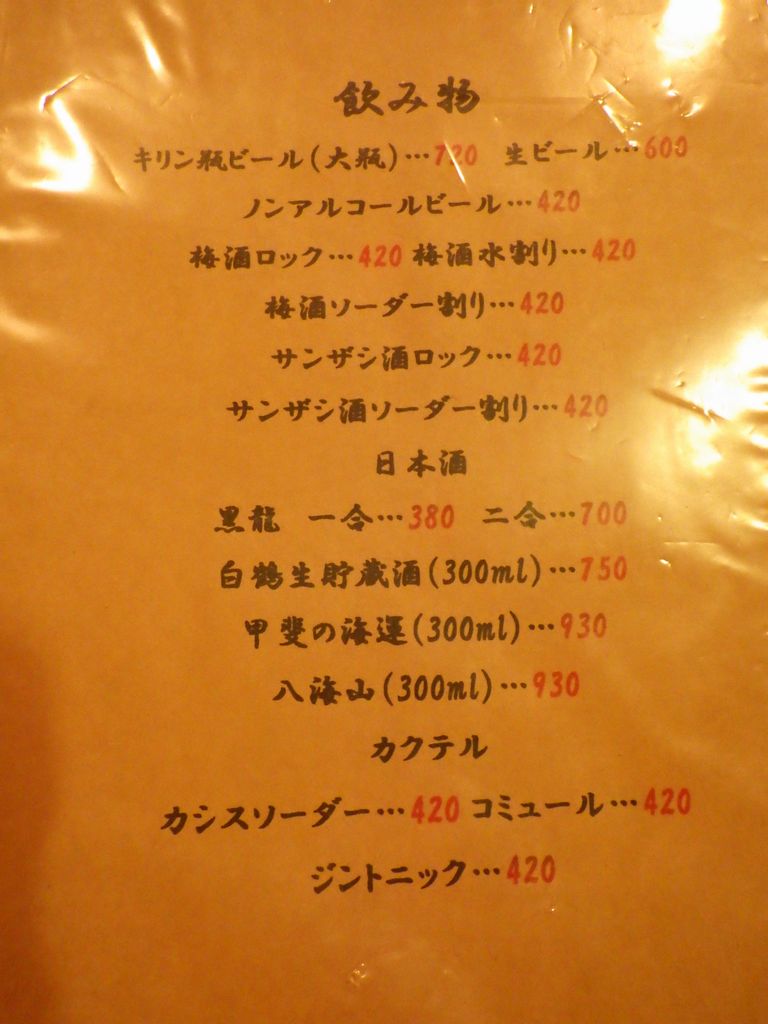 飲み物
キリン瓶ビール(大瓶)…720 生ビール…600
ノンアルコールビール…420
梅酒ロック…420 梅酒水割り…420
梅酒ソーダー割り…420
サンザシ酒ロック…420
サンザシ酒ソーダー割り…420
日本酒
黒龍 一合…380 二合…700
白鶴生貯蔵酒(300ml)…750
甲斐の海運(300ml)…930
八海山(300ml)…930
カクテル
カシスソーダー…420 コミュール…420
ジントニック…420